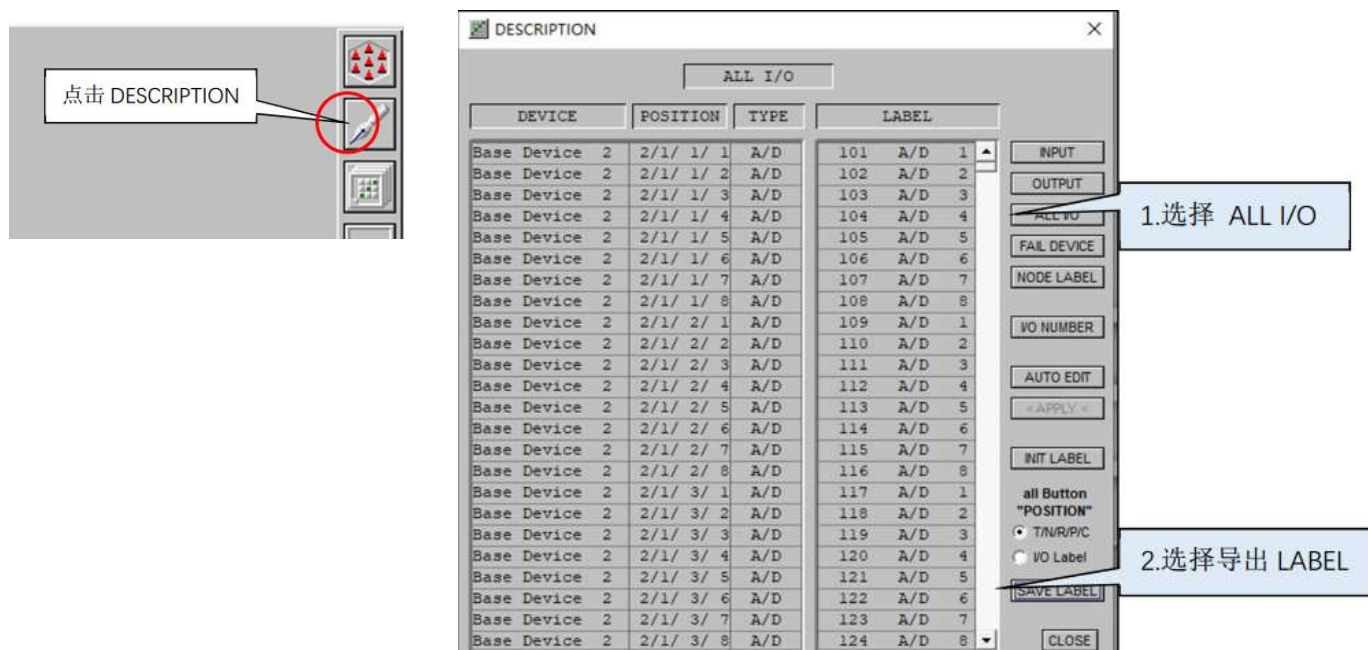 点击 DESCRIPTION
DESCRIPTION
ALL I/O
DEVICE POSITION TYPE LABEL
Base Device 2 2/1/ 1/ 1 A/D 101 A/D 1
Base Device 2 2/1/ 1/ 2 A/D 102 A/D 2
Base Device 2 2/1/ 1/ 3 A/D 103 A/D 3
Base Device 2 2/1/ 1/ 4 A/D 104 A/D 4
Base Device 2 2/1/ 1/ 5 A/D 105 A/D 5
Base Device 2 2/1/ 1/ 6 A/D 106 A/D 6
Base Device 2 2/1/ 1/ 7 A/D 107 A/D 7
Base Device 2 2/1/ 1/ 8 A/D 108 A/D 8
Base Device 2 2/1/ 2/ 1 A/D 109 A/D 1
Base Device 2 2/1/ 2/ 2 A/D 110 A/D 2
Base Device 2 2/1/ 2/ 3 A/D 111 A/D 3
Base Device 2 2/1/ 2/ 4 A/D 112 A/D 4
Base Device 2 2/1/ 2/ 5 A/D 113 A/D 5
Base Device 2 2/1/ 2/ 6 A/D 114 A/D 6
Base Device 2 2/1/ 2/ 7 A/D 115 A/D 7
Base Device 2 2/1/ 2/ 8 A/D 116 A/D 8
Base Device 2 2/1/ 3/ 1 A/D 117 A/D 1
Base Device 2 2/1/ 3/ 2 A/D 118 A/D 2
Base Device 2 2/1/ 3/ 3 A/D 119 A/D 3
Base Device 2 2/1/ 3/ 4 A/D 120 A/D 4
Base Device 2 2/1/ 3/ 5 A/D 121 A/D 5
Base Device 2 2/1/ 3/ 6 A/D 122 A/D 6
Base Device 2 2/1/ 3/ 7 A/D 123 A/D 7
Base Device 2 2/1/ 3/ 8 A/D 124 A/D 8
INPUT
OUTPUT
ALL I/O
FAIL DEVICE
NODE LABEL
I/O NUMBER
AUTO EDIT
< APPLY <
INIT LABEL
all Button
"POSITION"
T/N/R/P/C
I/O Label
SAVE LABEL
CLOSE
1.选择 ALL I/O
2.选择导出 LABEL